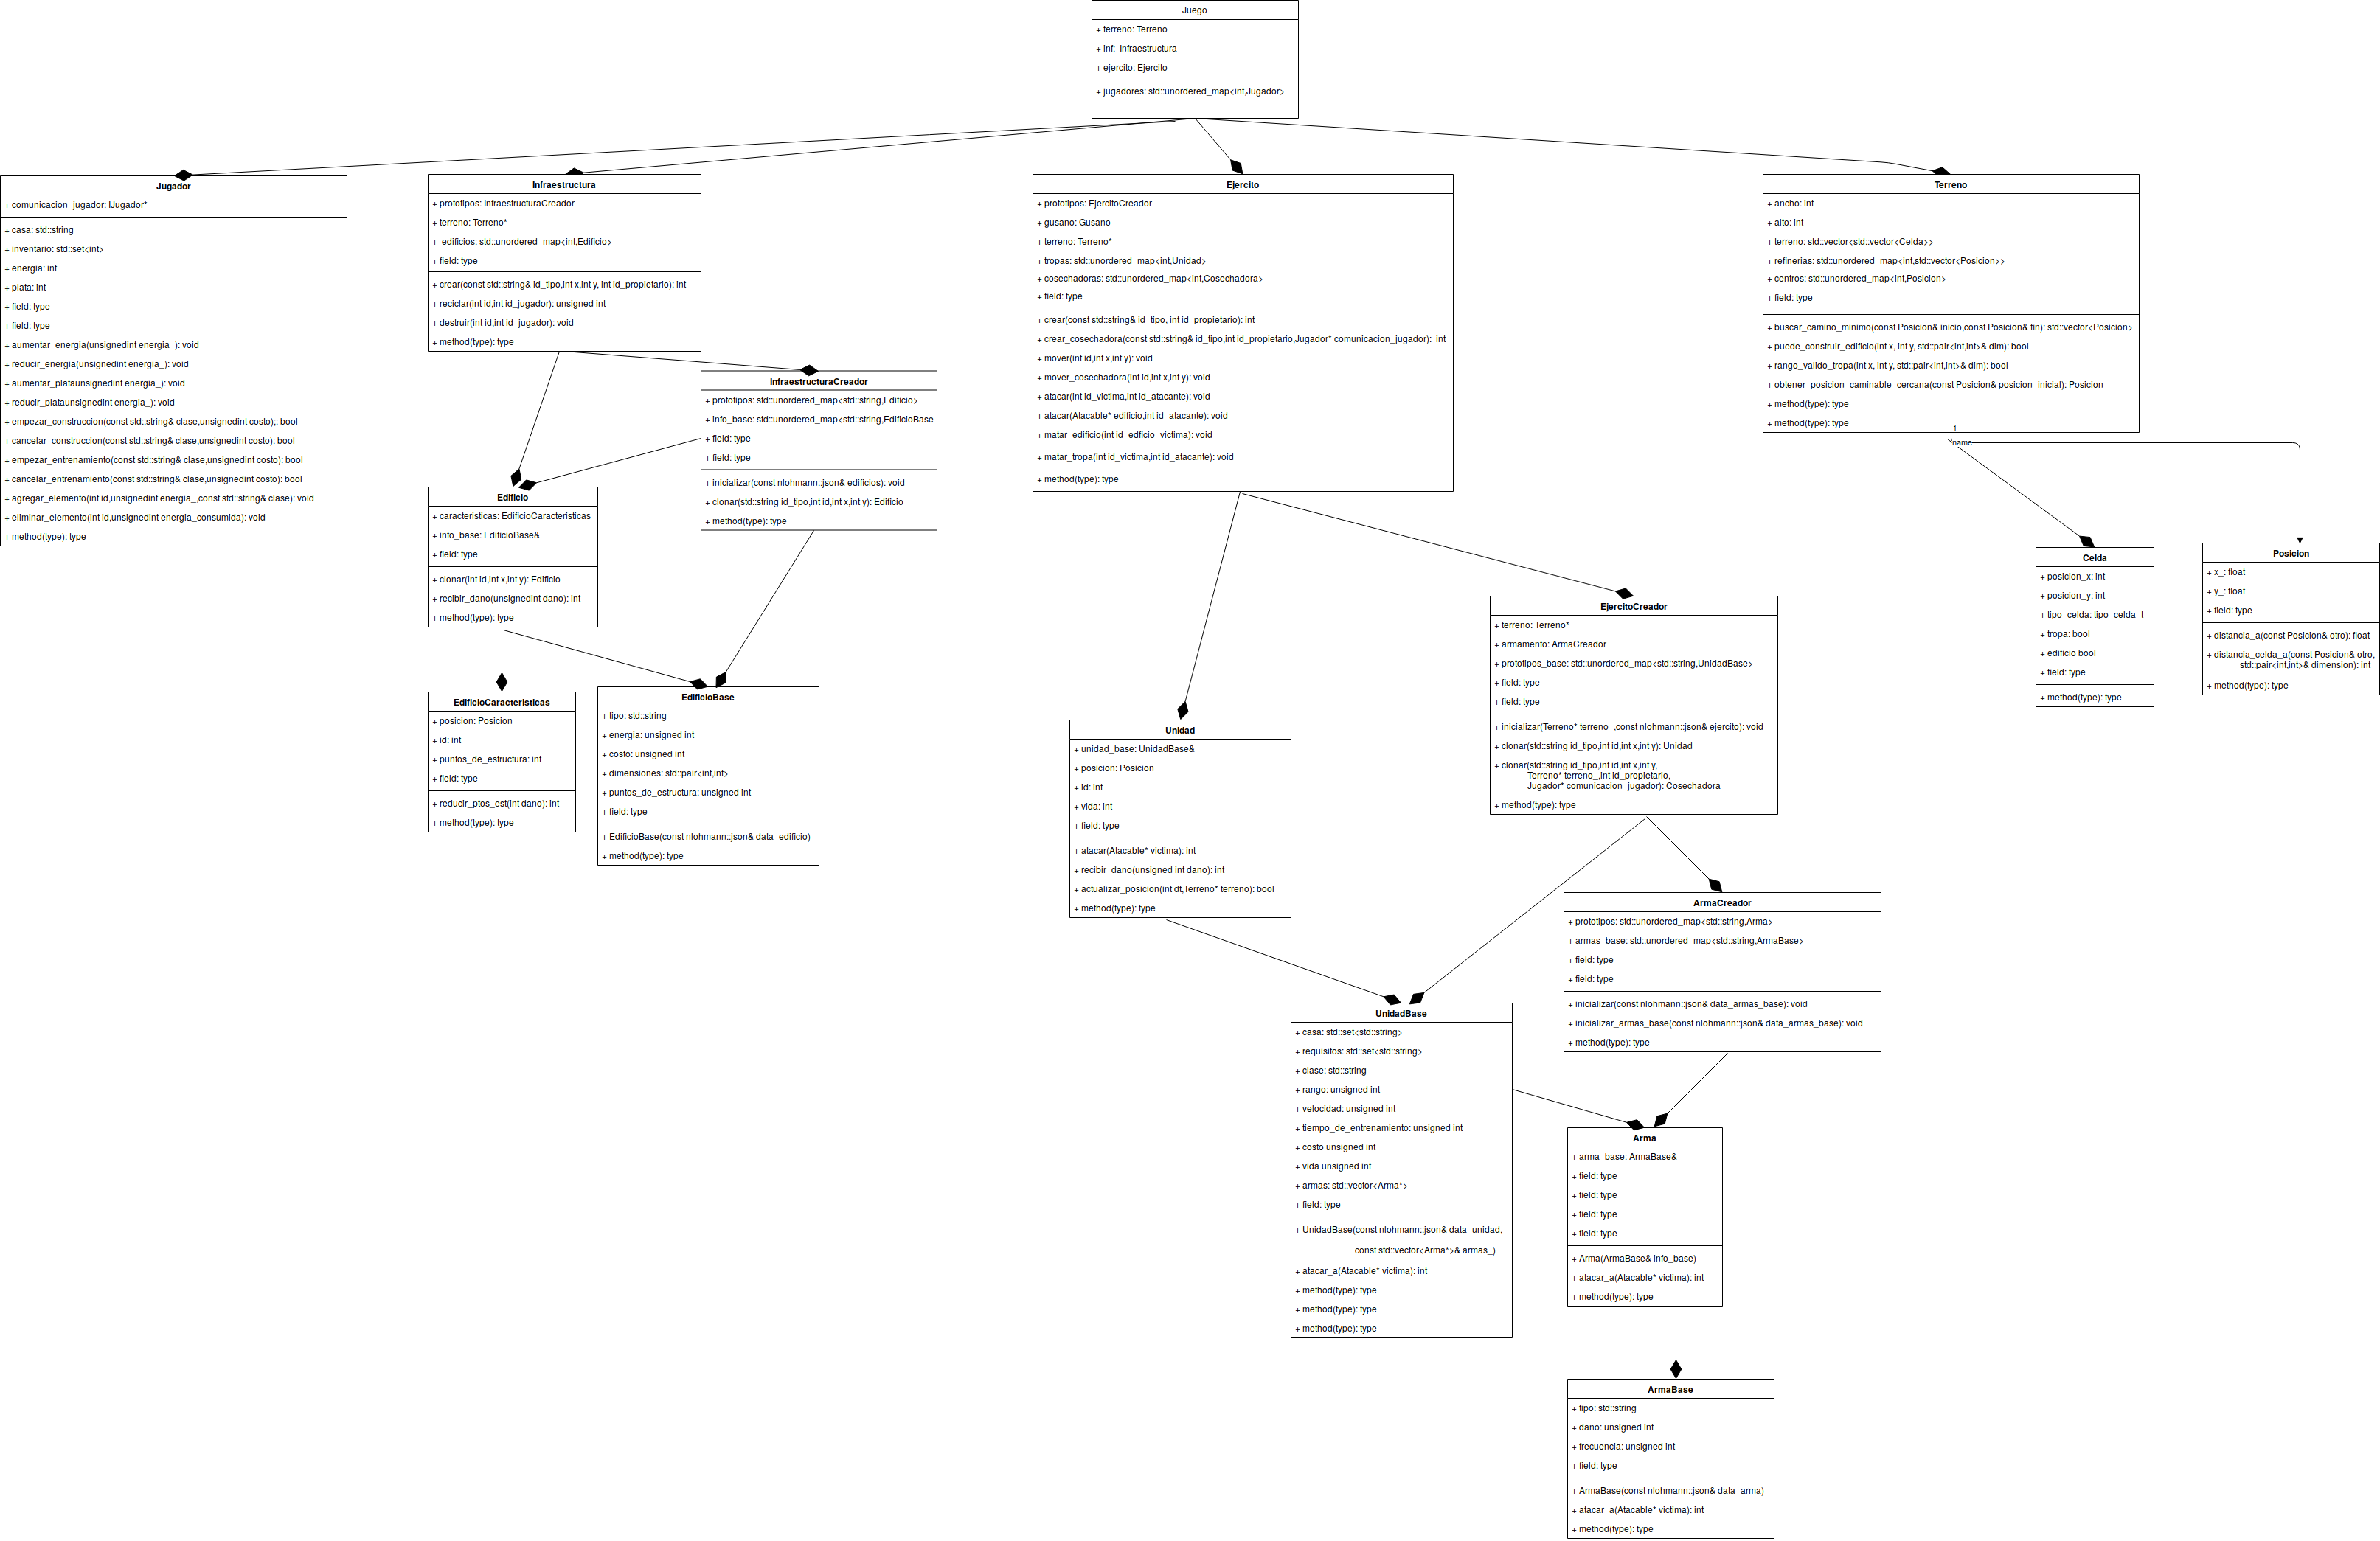 Juego
+ terreno: Terreno
+ inf:  Infraestructura
+ ejercito: Ejercito
+ jugadores: std::unordered_map<int,Jugador>
Jugador
+ comunicacion_jugador: IJugador*
+ casa: std::string
+ inventario: std::set<int>
+ energia: int
+ plata: int
+ field: type
+ field: type
+ aumentar_energia(unsignedint energia_): void
+ reducir_energia(unsignedint energia_): void
+ aumentar_plataunsignedint energia_): void
+ reducir_plataunsignedint energia_): void
+ empezar_construccion(const std::string& clase,unsignedint costo);: bool
+ cancelar_construccion(const std::string& clase,unsignedint costo): bool
+ empezar_entrenamiento(const std::string& clase,unsignedint costo): bool
+ cancelar_entrenamiento(const std::string& clase,unsignedint costo): bool
+ agregar_elemento(int id,unsignedint energia_,const std::string& clase): void
+ eliminar_elemento(int id,unsignedint energia_consumida): void
+ method(type): type
Infraestructura
+ prototipos: InfraestructuraCreador
+ terreno: Terreno*
+  edificios: std::unordered_map<int,Edificio>
+ field: type
+ crear(const std::string& id_tipo,int x,int y, int id_propietario): int
+ reciclar(int id,int id_jugador): unsigned int
+ destruir(int id,int id_jugador): void
+ method(type): type
InfraestructuraCreador
+ prototipos: std::unordered_map<std::string,Edificio>
+ info_base: std::unordered_map<std::string,EdificioBase
+ field: type
+ field: type
+ inicializar(const nlohmann::json& edificios): void
+ clonar(std::string id_tipo,int id,int x,int y): Edificio
+ method(type): type
Edificio
+ caracteristicas: EdificioCaracteristicas
+ info_base: EdificioBase&
+ field: type
+ clonar(int id,int x,int y): Edificio
+ recibir_dano(unsignedint dano): int
+ method(type): type
EdificioCaracteristicas
+ posicion: Posicion
+ id: int
+ puntos_de_estructura: int
+ field: type
+ reducir_ptos_est(int dano): int
+ method(type): type
EdificioBase
+ tipo: std::string
+ energia: unsigned int
+ costo: unsigned int
+ dimensiones: std::pair<int,int>
+ puntos_de_estructura: unsigned int
+ field: type
+ EdificioBase(const nlohmann::json& data_edificio)
+ method(type): type
Ejercito
+ prototipos: EjercitoCreador
+ gusano: Gusano
+ terreno: Terreno*
+ tropas: std::unordered_map<int,Unidad>
+ cosechadoras: std::unordered_map<int,Cosechadora>
+ field: type
+ crear(const std::string& id_tipo, int id_propietario): int
+ crear_cosechadora(const std::string& id_tipo,int id_propietario,Jugador* comunicacion_jugador):  int
+ mover(int id,int x,int y): void
+ mover_cosechadora(int id,int x,int y): void
+ atacar(int id_victima,int id_atacante): void
+ atacar(Atacable* edificio,int id_atacante): void
+ matar_edificio(int id_edficio_victima): void
+ matar_tropa(int id_victima,int id_atacante): void
+ method(type): type
Terreno
+ ancho: int
+ alto: int
+ terreno: std::vector<std::vector<Celda>>
+ refinerias: std::unordered_map<int,std::vector<Posicion>>
+ centros: std::unordered_map<int,Posicion>
+ field: type
+ buscar_camino_minimo(const Posicion& inicio,const Posicion& fin): std::vector<Posicion>
+ puede_construir_edificio(int x, int y, std::pair<int,int>& dim): bool
+ rango_valido_tropa(int x, int y, std::pair<int,int>& dim): bool
+ obtener_posicion_caminable_cercana(const Posicion& posicion_inicial): Posicion
+ method(type): type
+ method(type): type
1
name
Celda
+ posicion_x: int
+ posicion_y: int
+ tipo_celda: tipo_celda_t
+ tropa: bool
+ edificio bool
+ field: type
+ method(type): type
Posicion
+ x_: float
+ y_: float
+ field: type
+ distancia_a(const Posicion& otro): float
+ distancia_celda_a(const Posicion& otro,
std::pair<int,int>& dimension): int
+ method(type): type
EjercitoCreador
+ terreno: Terreno*
+ armamento: ArmaCreador
+ prototipos_base: std::unordered_map<std::string,UnidadBase>
+ field: type
+ field: type
+ inicializar(Terreno* terreno_,const nlohmann::json& ejercito): void
+ clonar(std::string id_tipo,int id,int x,int y): Unidad
+ clonar(std::string id_tipo,int id,int x,int y,
Terreno* terreno_,int id_propietario,
Jugador* comunicacion_jugador): Cosechadora
+ method(type): type
Unidad
+ unidad_base: UnidadBase&
+ posicion: Posicion
+ id: int
+ vida: int
+ field: type
+ atacar(Atacable* victima): int
+ recibir_dano(unsigned int dano): int
+ actualizar_posicion(int dt,Terreno* terreno): bool
+ method(type): type
ArmaCreador
+ prototipos: std::unordered_map<std::string,Arma>
+ armas_base: std::unordered_map<std::string,ArmaBase>
+ field: type
+ field: type
+ inicializar(const nlohmann::json& data_armas_base): void
+ inicializar_armas_base(const nlohmann::json& data_armas_base): void
+ method(type): type
UnidadBase
+ casa: std::set<std::string>
+ requisitos: std::set<std::string>
+ clase: std::string
+ rango: unsigned int
+ velocidad: unsigned int
+ tiempo_de_entrenamiento: unsigned int
+ costo unsigned int
+ vida unsigned int
+ armas: std::vector<Arma*>
+ field: type
+ UnidadBase(const nlohmann::json& data_unidad,
const std::vector<Arma*>& armas_)
+ atacar_a(Atacable* victima): int
+ method(type): type
+ method(type): type
+ method(type): type
Arma
+ arma_base: ArmaBase&
+ field: type
+ field: type
+ field: type
+ field: type
+ Arma(ArmaBase& info_base)
+ atacar_a(Atacable* victima): int
+ method(type): type
ArmaBase
+ tipo: std::string
+ dano: unsigned int
+ frecuencia: unsigned int
+ field: type
+ ArmaBase(const nlohmann::json& data_arma)
+ atacar_a(Atacable* victima): int
+ method(type): type